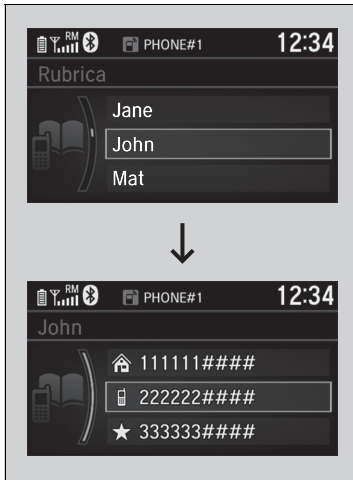 RM PHONE#1 12:34
Rubrica
Jane
John
Mat
RM PHONE#1 12:34
John
111111####
222222####
333333####